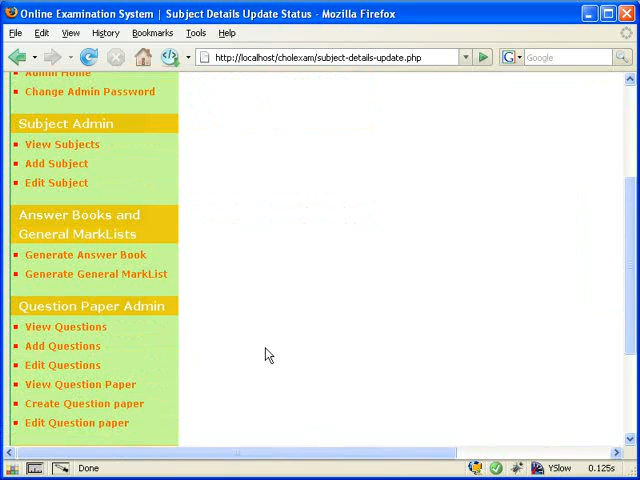 Online Examination System | Subject Details Update Status - Mozilla Firefox
File Edit View History Bookmarks Tools Help
http://localhost/cholexam/subject-details-update.php
Google
Admin Home
Change Admin Password
Subject Admin
View Subjects
Add Subject
Edit Subject
Answer Books and
General MarkLists
Generate Answer Book
Generate General MarkList
Question Paper Admin
View Questions
Add Questions
Edit Questions
View Question Paper
Create Question paper
Edit Question paper
Done YSlow 0.125s